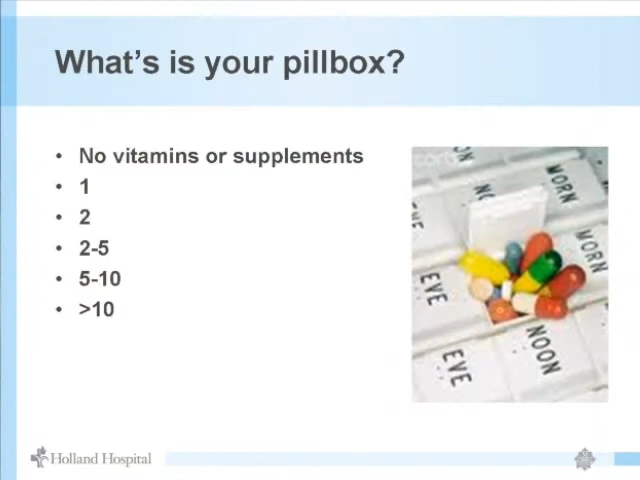 What's is your pillbox?
• No vitamins or supplements
• 1
• 2
• 2-5
• 5-10
• >10
MORN
MORN
EVE
NOON
EVE
Holland Hospital